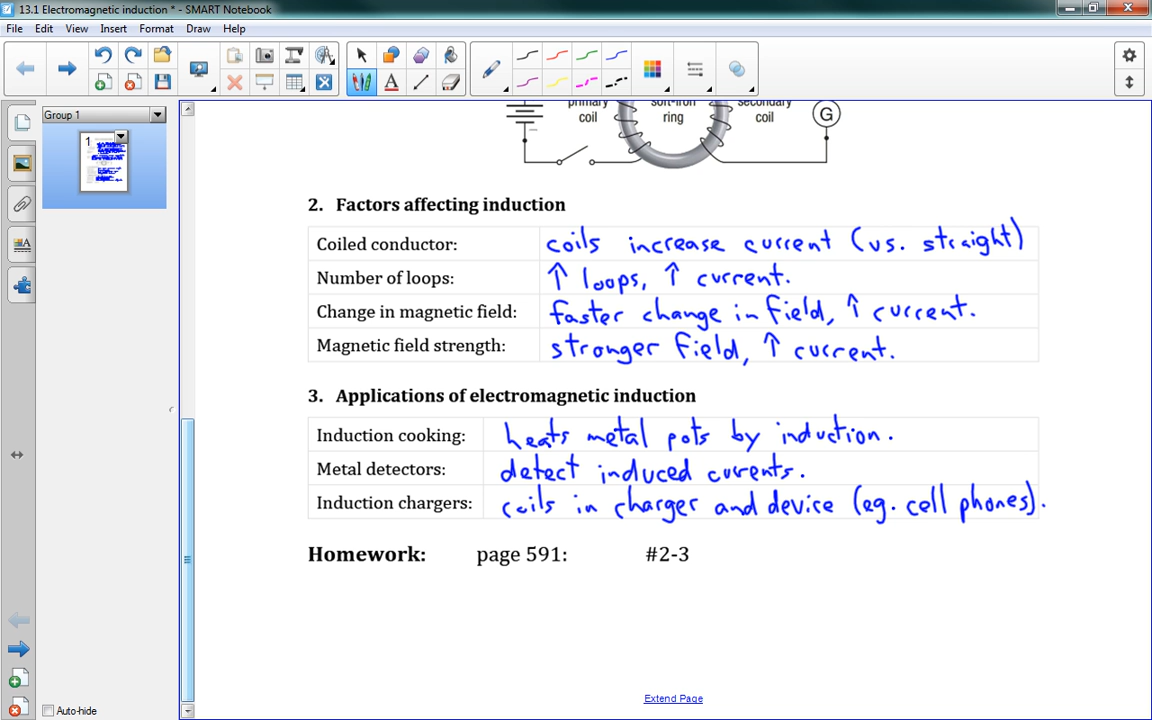 13.1 Electromagnetic induction * - SMART Notebook
File Edit View Insert Format Draw Help
Group 1
1
primary coil
soft-iron ring
secondary coil
G
2. Factors affecting induction
Coiled conductor: coils increase current (vs. straight)
Number of loops: ↑ loops, ↑ current.
Change in magnetic field: faster change in field, ↑ current.
Magnetic field strength: stronger field, ↑ current.
3. Applications of electromagnetic induction
Induction cooking: heats metal pots by induction.
Metal detectors: detect induced currents.
Induction chargers: coils in charger and device (eg. cell phones).
Homework: page 591: #2-3
Extend Page
Auto-hide